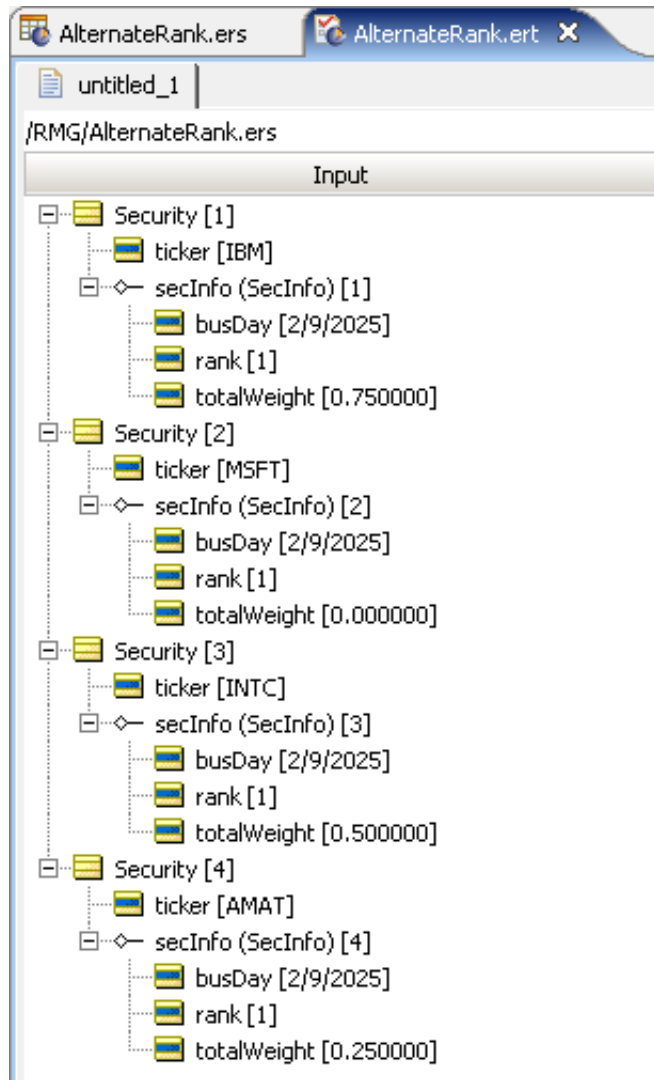 AlternateRank.ers AlternateRank.ert
untitled_1
/RMG/AlternateRank.ers
Input
Security [1]
ticker [IBM]
secInfo (SecInfo) [1]
busDay [2/9/2025]
rank [1]
totalWeight [0.750000]
Security [2]
ticker [MSFT]
secInfo (SecInfo) [2]
busDay [2/9/2025]
rank [1]
totalWeight [0.000000]
Security [3]
ticker [INTC]
secInfo (SecInfo) [3]
busDay [2/9/2025]
rank [1]
totalWeight [0.500000]
Security [4]
ticker [AMAT]
secInfo (SecInfo) [4]
busDay [2/9/2025]
rank [1]
totalWeight [0.250000]